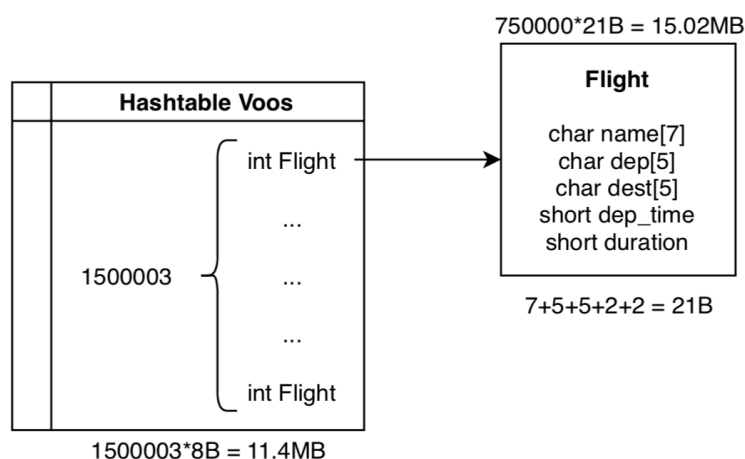 750000*21B = 15.02MB
Flight
char name[7]
char dep[5]
char dest[5]
short dep_time
short duration
7+5+5+2+2 = 21B
Hashtable Voos
int Flight
...
1500003
...
...
int Flight
1500003*8B = 11.4MB